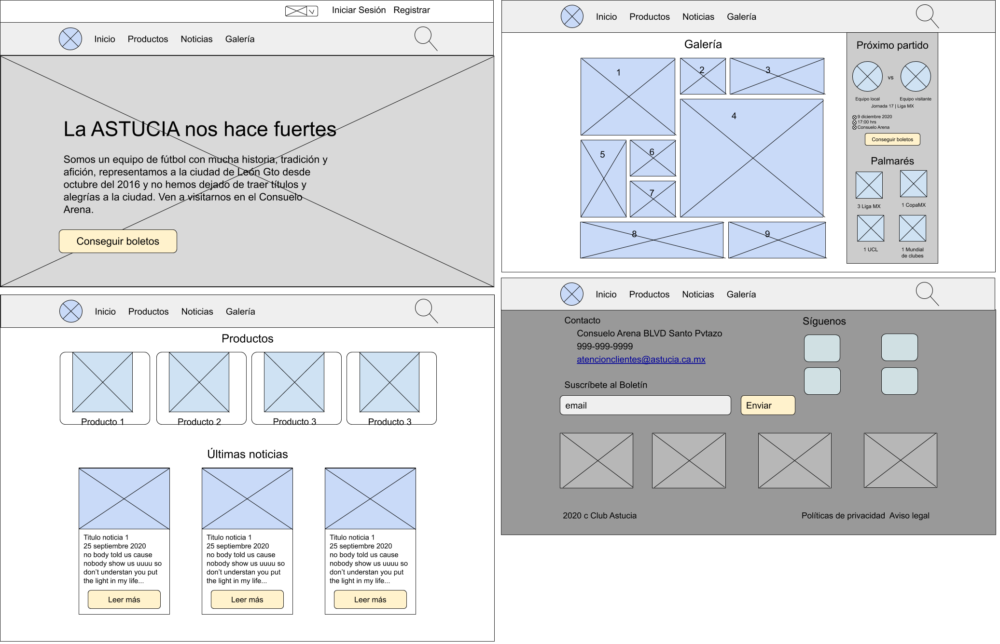 Iniciar Sesión Registrar
Inicio Productos Noticias Galería
La ASTUCIA nos hace fuertes
Somos un equipo de fútbol con mucha historia, tradición y
afición, representamos a la ciudad de León Gto desde
octubre del 2016 y no hemos dejado de traer títulos y
alegrías a la ciudad. Ven a visitarnos en el Consuelo
Arena.
Conseguir boletos
Inicio Productos Noticias Galería
Productos
Producto 1 Producto 2 Producto 3 Producto 3
Últimas noticias
Titulo noticia 1
25 septiembre 2020
no body told us cause
nobody show us uuuu so
don’t understan you put
the light in my life...
Leer más
Titulo noticia 1
25 septiembre 2020
no body told us cause
nobody show us uuuu so
don’t understan you put
the light in my life...
Leer más
Titulo noticia 1
25 septiembre 2020
no body told us cause
nobody show us uuuu so
don’t understan you put
the light in my life...
Leer más
Inicio Productos Noticias Galería
Galería
1
2
3
4
5
6
7
8
9
Próximo partido
vs
Equipo local Equipo visitante
Jornada 17 | Liga MX
9 diciembre 2020
17:00 hrs
Consuelo Arena
Conseguir boletos
Palmarés
3 Liga MX 1 CopaMX
1 UCL
1 Mundial
de clubes
Inicio Productos Noticias Galería
Contacto
Consuelo Arena BLVD Santo Pvtazo
999-999-9999
atencionclientes@astucia.ca.mx
Síguenos
Suscríbete al Boletín
email Enviar
2020 c Club Astucia
Políticas de privacidad Aviso legal